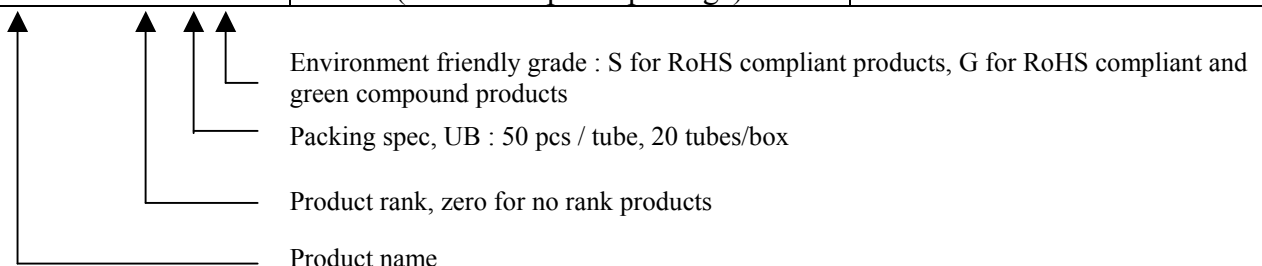 Environment friendly grade : S for RoHS compliant products, G for RoHS compliant and
green compound products
Packing spec, UB : 50 pcs / tube, 20 tubes/box
Product rank, zero for no rank products
Product name